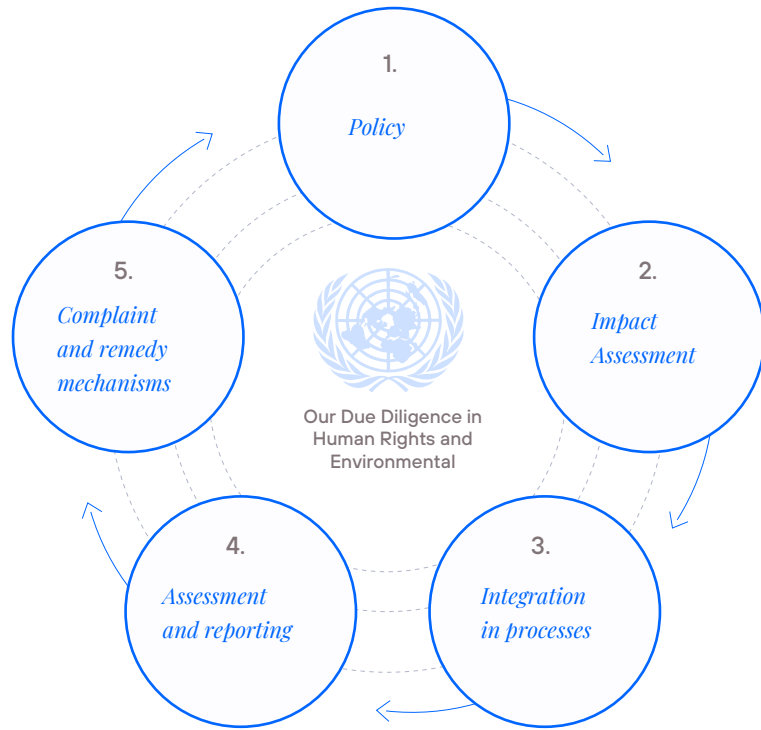 1.
Policy
2.
Impact
Assessment
3.
Integration
in processes
4.
Assessment
and reporting
5.
Complaint
and remedy
mechanisms
Our Due Diligence in
Human Rights and
Environmental